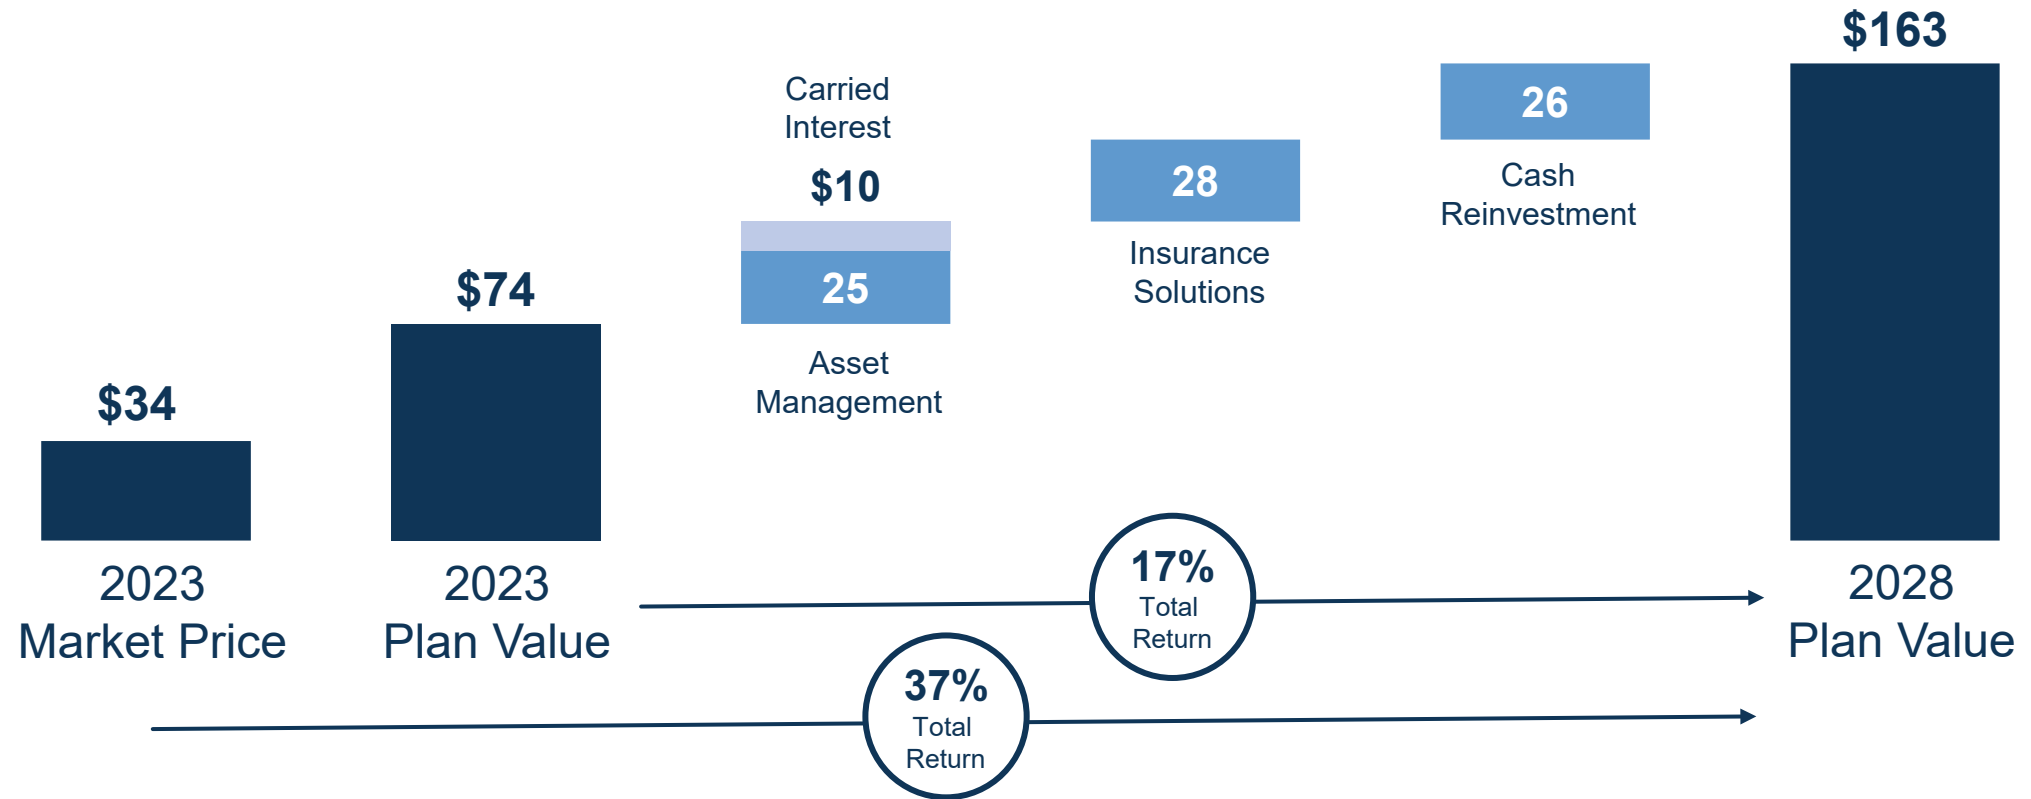 $34
2023
Market Price
$74
2023
Plan Value
Carried
Interest
$10
25
Asset
Management
28
Insurance
Solutions
26
Cash
Reinvestment
$163
2028
Plan Value
17%
Total
Return
37%
Total
Return